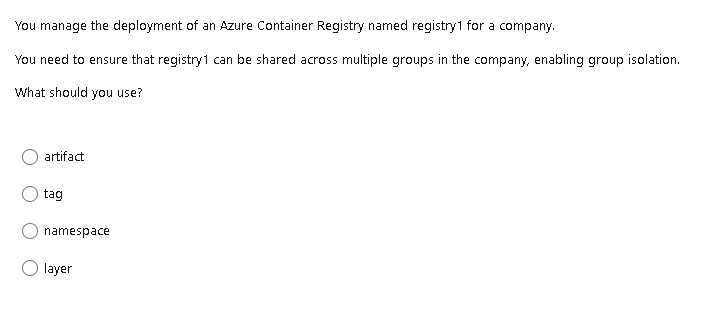 You manage the deployment of an Azure Container Registry named registry1 for a company.
You need to ensure that registry1 can be shared across multiple groups in the company, enabling group isolation.
What should you use?
artifact
tag
namespace
layer